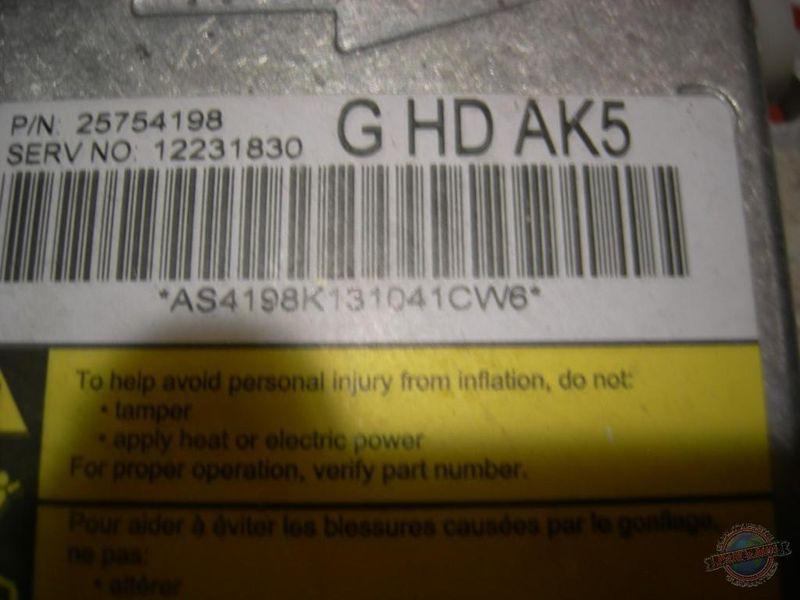 P/N: 25754198 G HD AK5
SERV NO: 12231830
*AS4198K131041CW6*
To help avoid personal injury from inflation, do not:
• tamper
• apply heat or electric power
For proper operation, verify part number.
Pour aider à éviter les blessures causées par le gonflage,
ne pas:
• altérer